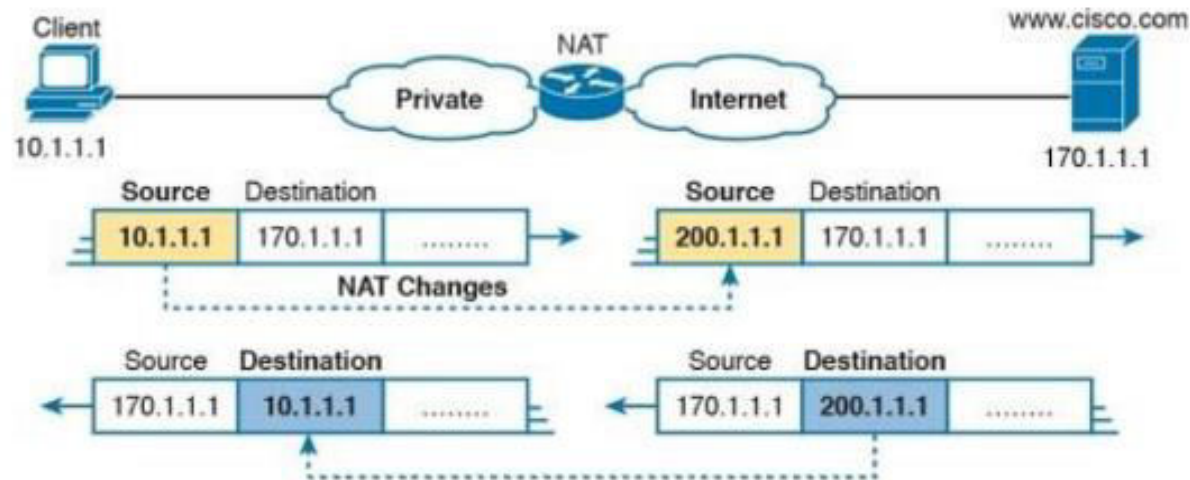 Client
NAT
www.cisco.com
Private
Internet
10.1.1.1
170.1.1.1
Source Destination
Source Destination
10.1.1.1 170.1.1.1 ........
200.1.1.1 170.1.1.1 ........
NAT Changes
Source Destination
Source Destination
170.1.1.1 10.1.1.1 ........
170.1.1.1 200.1.1.1 ........